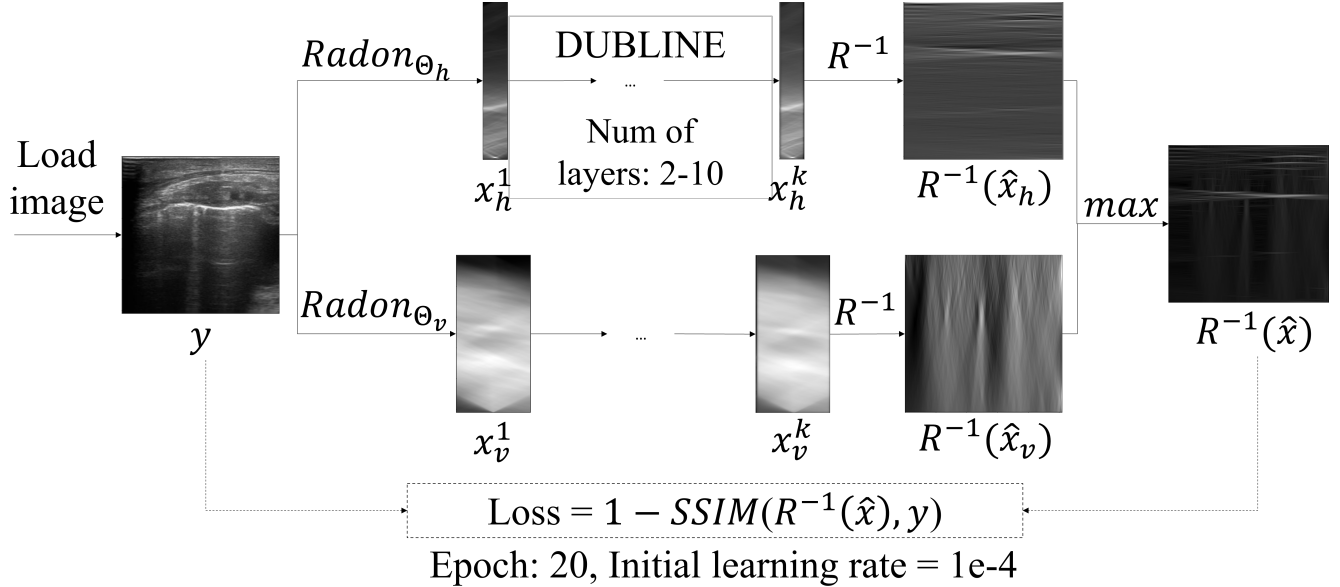 Load
image
y
Radon_{Θ_h}
x_h^1
DUBLINE
...
Num of
layers: 2-10
x_h^k
R^{-1}
R^{-1}(x̂_h)
Radon_{Θ_v}
x_v^1
...
x_v^k
R^{-1}
R^{-1}(x̂_v)
max
R^{-1}(x̂)
Loss = 1 − SSIM(R^{-1}(x̂), y)
Epoch: 20, Initial learning rate = 1e-4